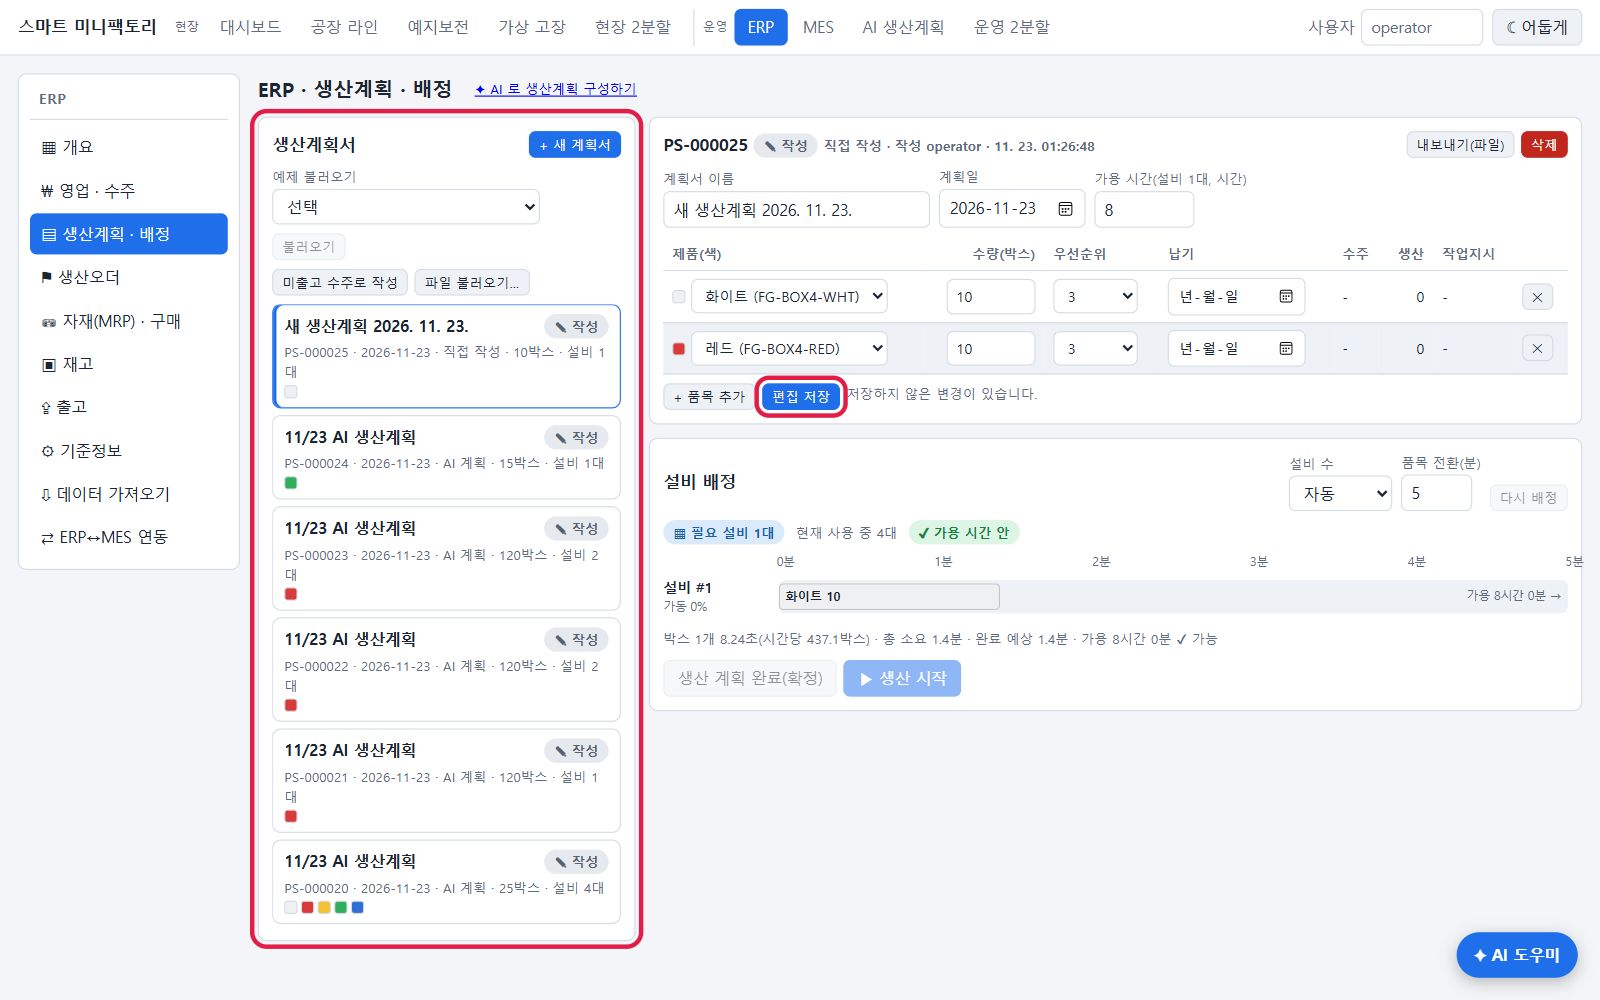 스마트 미니팩토리 현장 대시보드 공장 라인 예지보전 가상 고장 현장 2분할 운영 ERP MES AI 생산계획 운영 2분할 사용자 operator ☾ 어둡게
ERP
▦ 개요
₩ 영업 · 수주
▤ 생산계획 · 배정
⚑ 생산오더
자재(MRP) · 구매
▣ 재고
⇪ 출고
⚙ 기준정보
⇩ 데이터 가져오기
⇄ ERP↔MES 연동
ERP · 생산계획 · 배정 ✦ AI 로 생산계획 구성하기
생산계획서 + 새 계획서
예제 불러오기
선택
불러오기
미출고 수주로 작성 파일 불러오기...
새 생산계획 2026. 11. 23. ✎ 작성
PS-000025 · 2026-11-23 · 직접 작성 · 10박스 · 설비 1
대
11/23 AI 생산계획 ✎ 작성
PS-000024 · 2026-11-23 · AI 계획 · 15박스 · 설비 1대
11/23 AI 생산계획 ✎ 작성
PS-000023 · 2026-11-23 · AI 계획 · 120박스 · 설비 2
대
11/23 AI 생산계획 ✎ 작성
PS-000022 · 2026-11-23 · AI 계획 · 120박스 · 설비 2
대
11/23 AI 생산계획 ✎ 작성
PS-000021 · 2026-11-23 · AI 계획 · 120박스 · 설비 1
대
11/23 AI 생산계획 ✎ 작성
PS-000020 · 2026-11-23 · AI 계획 · 25박스 · 설비 4대
PS-000025 ✎ 작성 직접 작성 · 작성 operator · 11. 23. 01:26:48 내보내기(파일) 삭제
계획서 이름 계획일 가용 시간(설비 1대, 시간)
새 생산계획 2026. 11. 23. 2026-11-23 8
제품(색) 수량(박스) 우선순위 납기 수주 생산 작업지시
화이트 (FG-BOX4-WHT) 10 3 년-월-일 - 0 - ×
레드 (FG-BOX4-RED) 10 3 년-월-일 - 0 - ×
+ 품목 추가 편집 저장 저장하지 않은 변경이 있습니다.
설비 배정 설비 수 자동 품목 전환(분) 5 다시 배정
▦ 필요 설비 1대 현재 사용 중 4대 ✔ 가용 시간 안
0분 1분 2분 3분 4분 5분
설비 #1 화이트 10 가용 8시간 0분 →
가동 0%
박스 1개 8.24초(시간당 437.1박스) · 총 소요 1.4분 · 완료 예상 1.4분 · 가용 8시간 0분 ✔ 가능
생산 계획 완료(확정) ▶ 생산 시작
✦ AI 도우미